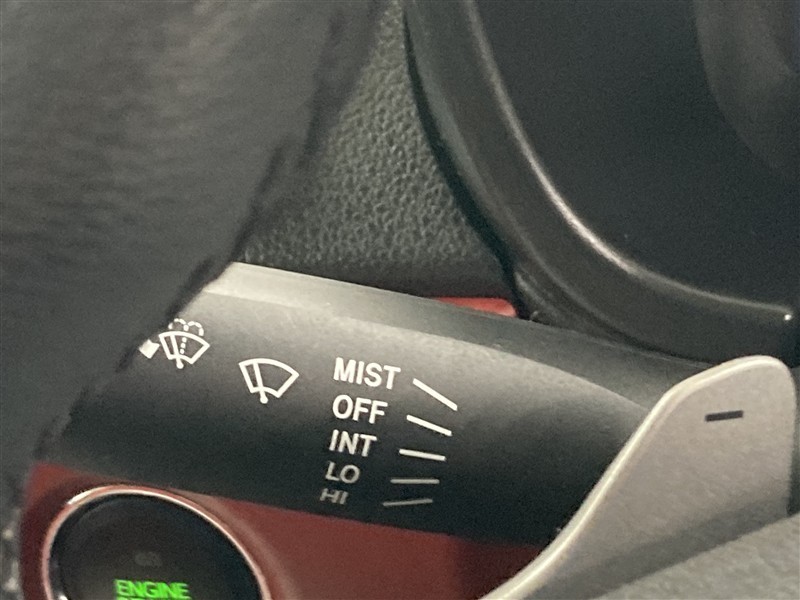 MIST
OFF
INT
LO
HI
ENGINE